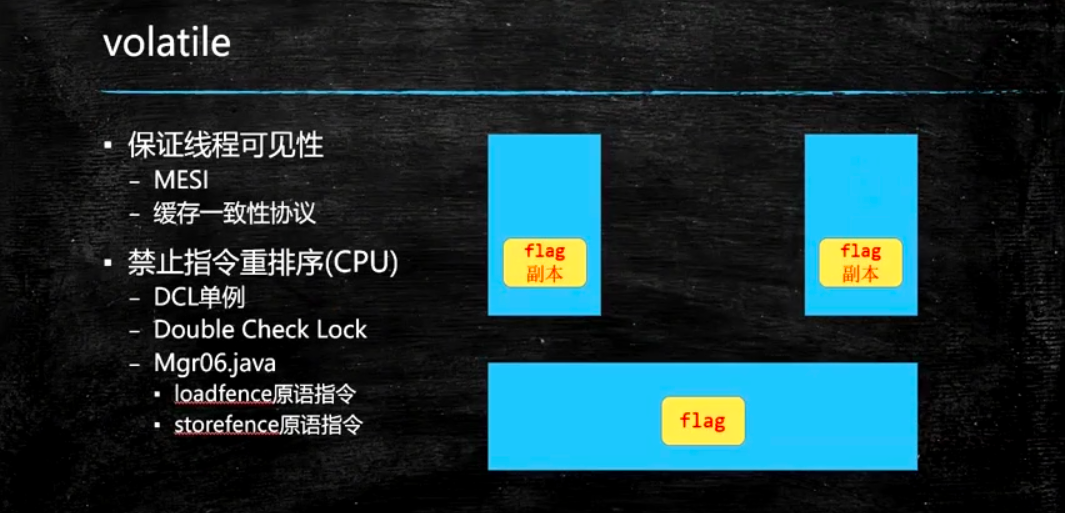 volatile
▪ 保证线程可见性
– MESI
– 缓存一致性协议
▪ 禁止指令重排序(CPU)
– DCL单例
– Double Check Lock
– Mgr06.java
▪ loadfence原语指令
▪ storefence原语指令
flag
副本
flag
副本
flag